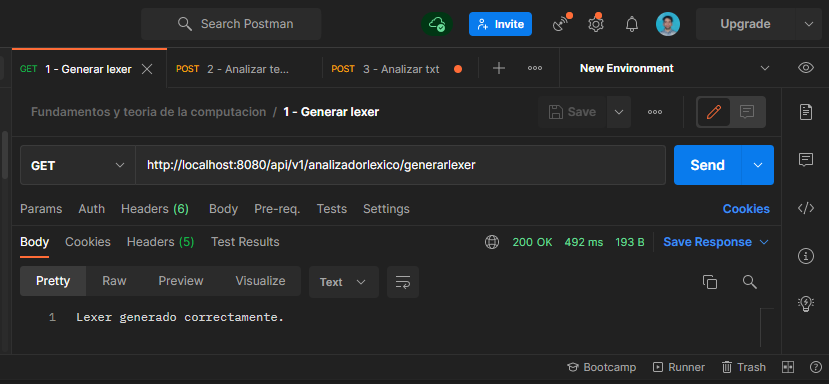 Search Postman Invite Upgrade
GET 1 - Generar lexer POST 2 - Analizar te... POST 3 - Analizar txt New Environment
Fundamentos y teoria de la computacion / 1 - Generar lexer Save
GET http://localhost:8080/api/v1/analizadorlexico/generarlexer Send
Params Auth Headers (6) Body Pre-req. Tests Settings Cookies
Body Cookies Headers (5) Test Results 200 OK 492 ms 193 B Save Response
Pretty Raw Preview Visualize Text
1 Lexer generado correctamente.
Bootcamp Runner Trash